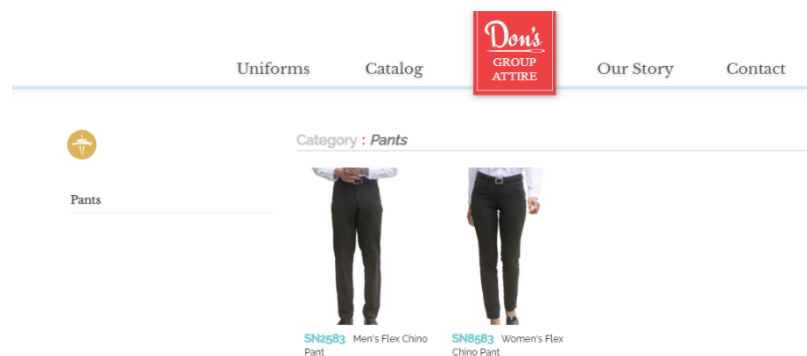 Uniforms Catalog Don's GROUP ATTIRE Our Story Contact
Category : Pants
Pants
SN2583 Men's Flex Chino Pant
SN8583 Women's Flex Chino Pant